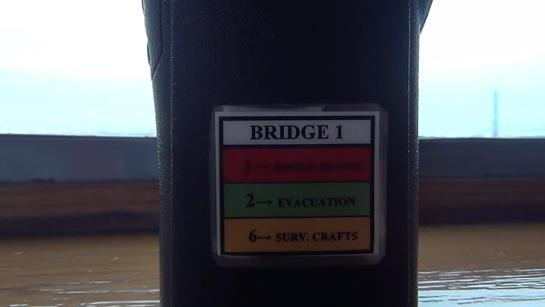 BRIDGE 1
1→
2→ EVACUATION
6→ SURV. CRAFTS